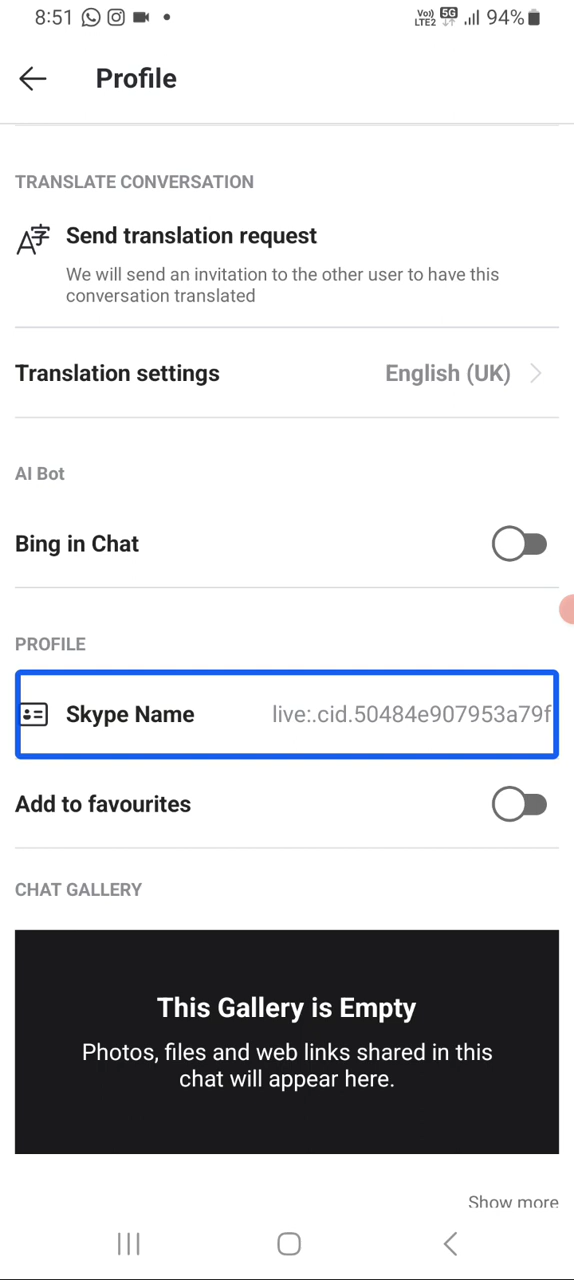 8:51 Vo)) LTE2 5G 94%
Profile
TRANSLATE CONVERSATION
Send translation request
We will send an invitation to the other user to have this
conversation translated
Translation settings English (UK)
AI Bot
Bing in Chat
PROFILE
Skype Name live:.cid.50484e907953a79f
Add to favourites
CHAT GALLERY
This Gallery is Empty
Photos, files and web links shared in this
chat will appear here.
Show more